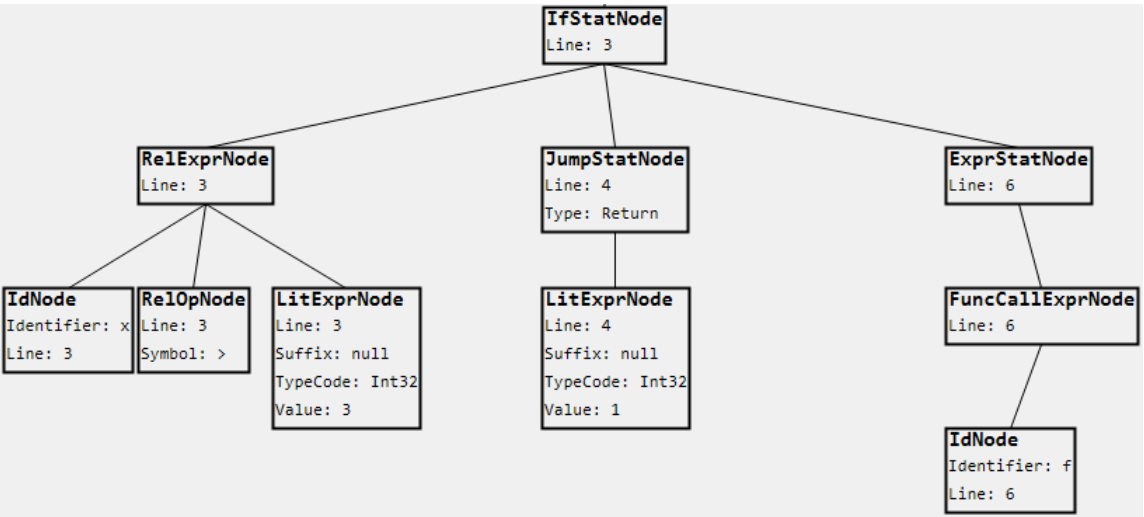 IfStatNode
Line: 3
RelExprNode
Line: 3
JumpStatNode
Line: 4
Type: Return
ExprStatNode
Line: 6
IdNode
Identifier: x
Line: 3
RelOpNode
Line: 3
Symbol: >
LitExprNode
Line: 3
Suffix: null
TypeCode: Int32
Value: 3
LitExprNode
Line: 4
Suffix: null
TypeCode: Int32
Value: 1
FuncCallExprNode
Line: 6
IdNode
Identifier: f
Line: 6